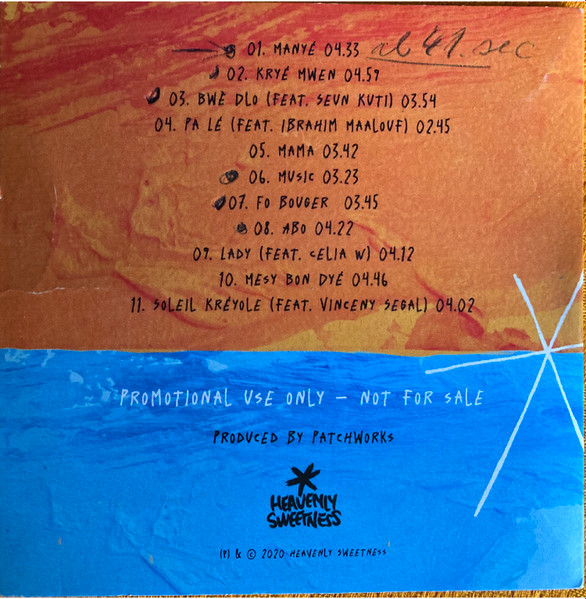 01. MANYÉ 04.33 ab 41. sec
02. KRYÉ MWEN 04.59
03. BWÈ DLO (FEAT. SEUN KUTI) 03.54
04. PA LÉ (FEAT. IBRAHIM MAALOUF) 02.45
05. MAMA 03.42
06. MUSIC 03.23
07. FO BOUGER 03.45
08. ABO 04.22
09. LADY (FEAT. CELIA W) 04.12
10. MESY BON DYÉ 04.46
11. SOLEIL KRÉYOLE (FEAT. VINCENY SEGAL) 04.02
PROMOTIONAL USE ONLY – NOT FOR SALE
PRODUCED BY PATCHWORKS
HEAVENLY
SWEETNESS
(P) & © 2020 HEAVENLY SWEETNESS